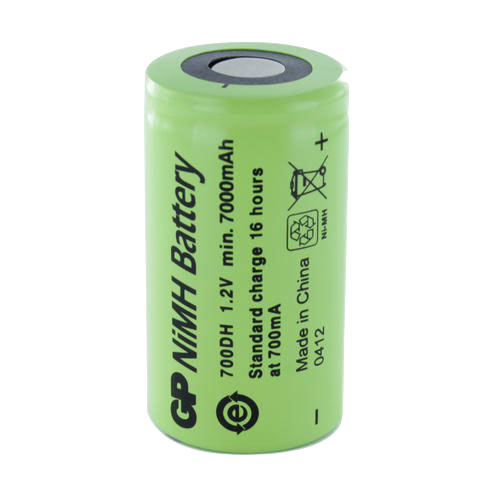 GP NiMH Battery
700DH 1.2V min. 7000mAh
Standard charge 16 hours
at 700mA
Ni-MH
Made in China
0412
+
-
e